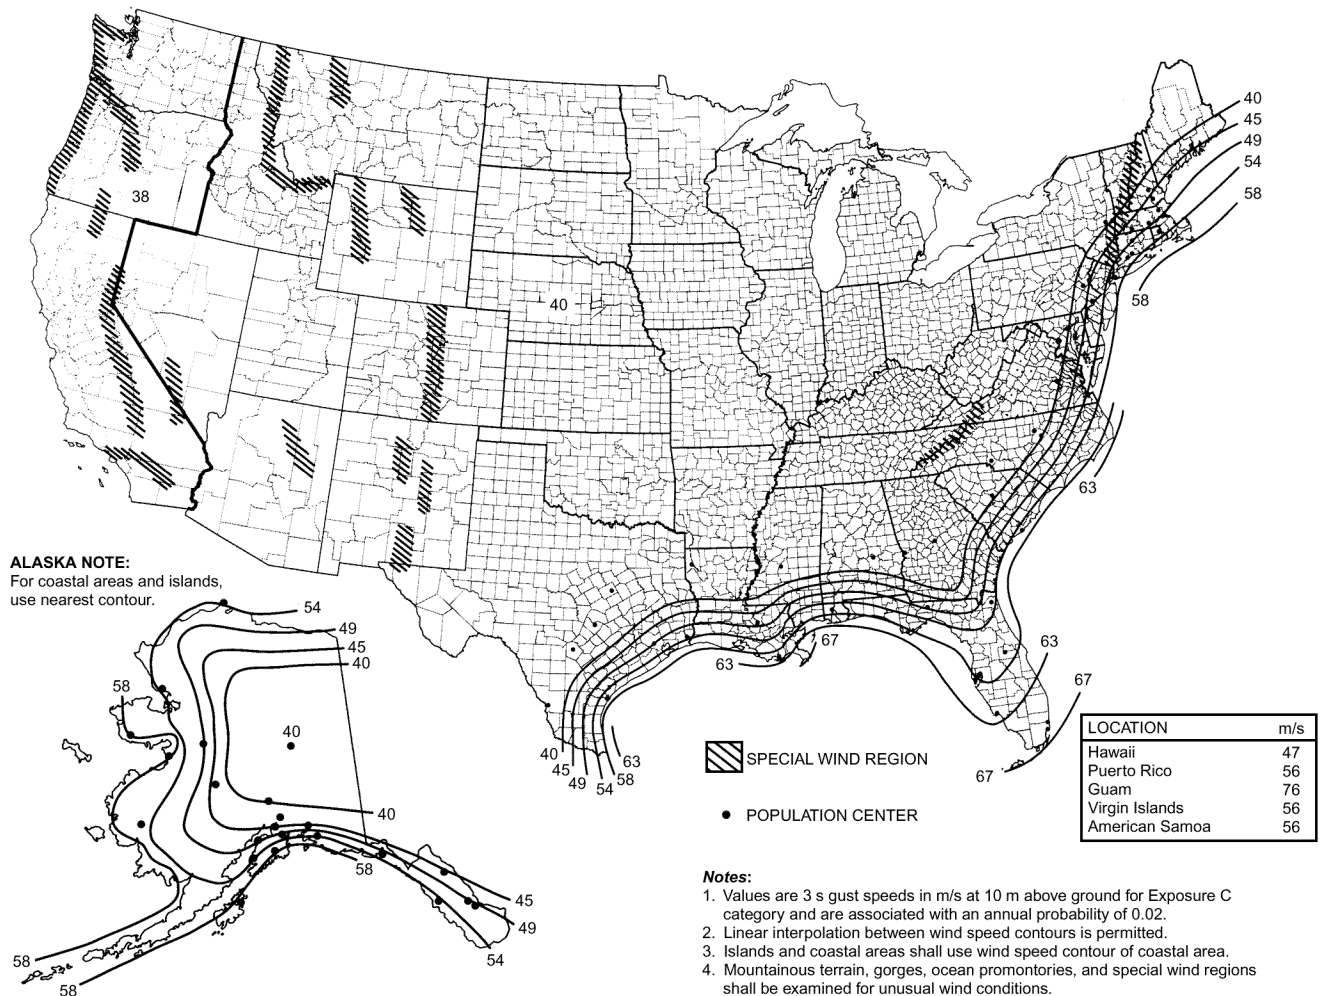 40
45
49
54
58
58
38
40
63
ALASKA NOTE:
For coastal areas and islands,
use nearest contour.
54
49
45
40
58
40
40
58
45
49
54
58
58
63
67
63
67
67
40
45
49
54
58
63
SPECIAL WIND REGION
POPULATION CENTER
LOCATION m/s
Hawaii 47
Puerto Rico 56
Guam 76
Virgin Islands 56
American Samoa 56
Notes:
1. Values are 3 s gust speeds in m/s at 10 m above ground for Exposure C
category and are associated with an annual probability of 0.02.
2. Linear interpolation between wind speed contours is permitted.
3. Islands and coastal areas shall use wind speed contour of coastal area.
4. Mountainous terrain, gorges, ocean promontories, and special wind regions
shall be examined for unusual wind conditions.